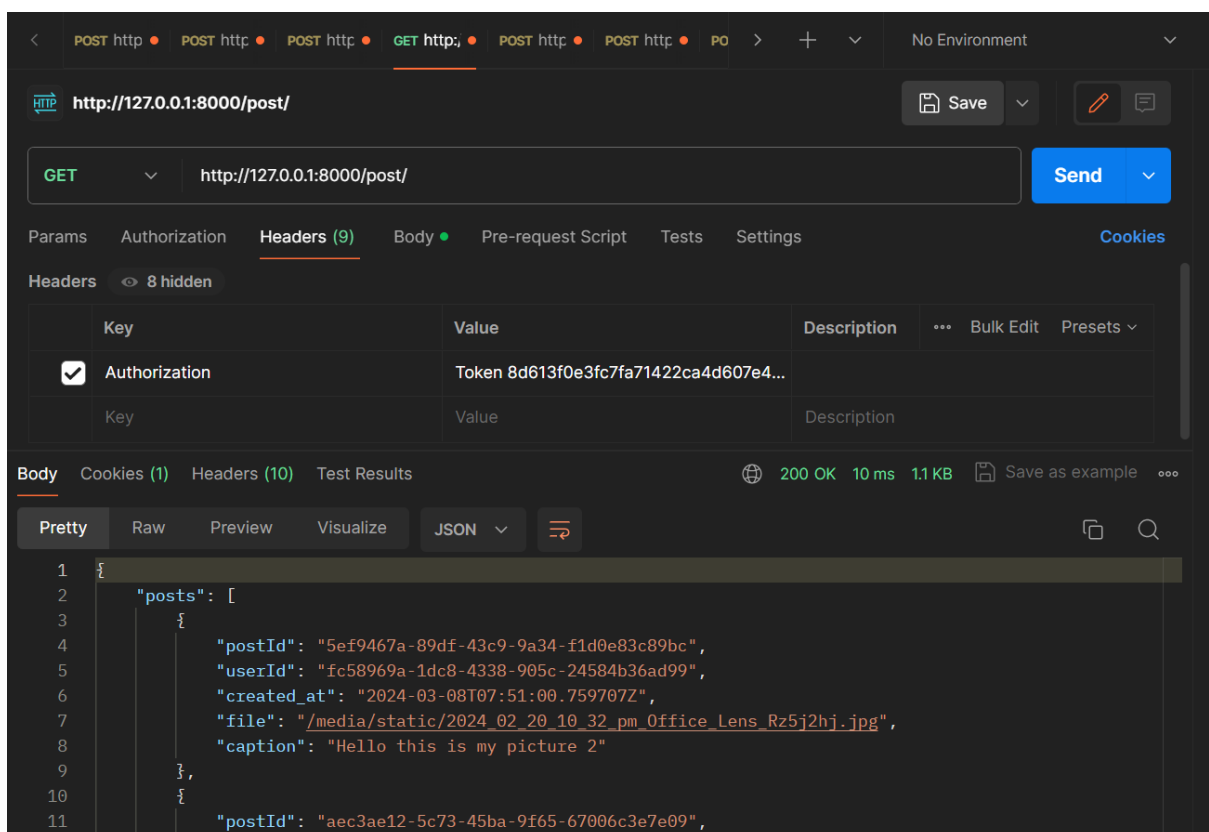 POST http POST http POST http GET http:/ POST http POST http PO No Environment
HTTP http://127.0.0.1:8000/post/ Save
GET http://127.0.0.1:8000/post/ Send
Params Authorization Headers (9) Body Pre-request Script Tests Settings Cookies
Headers 8 hidden
Key Value Description Bulk Edit Presets
Authorization Token 8d613f0e3fc7fa71422ca4d607e4...
Key Value Description
Body Cookies (1) Headers (10) Test Results 200 OK 10 ms 1.1 KB Save as example
Pretty Raw Preview Visualize JSON
1 {
2 "posts": [
3 {
4 "postId": "5ef9467a-89df-43c9-9a34-f1d0e83c89bc",
5 "userId": "fc58969a-1dc8-4338-905c-24584b36ad99",
6 "created_at": "2024-03-08T07:51:00.759707Z",
7 "file": "/media/static/2024_02_20_10_32_pm_Office_Lens_Rz5j2hj.jpg",
8 "caption": "Hello this is my picture 2"
9 },
10 {
11 "postId": "aec3ae12-5c73-45ba-9f65-67006c3e7e09",